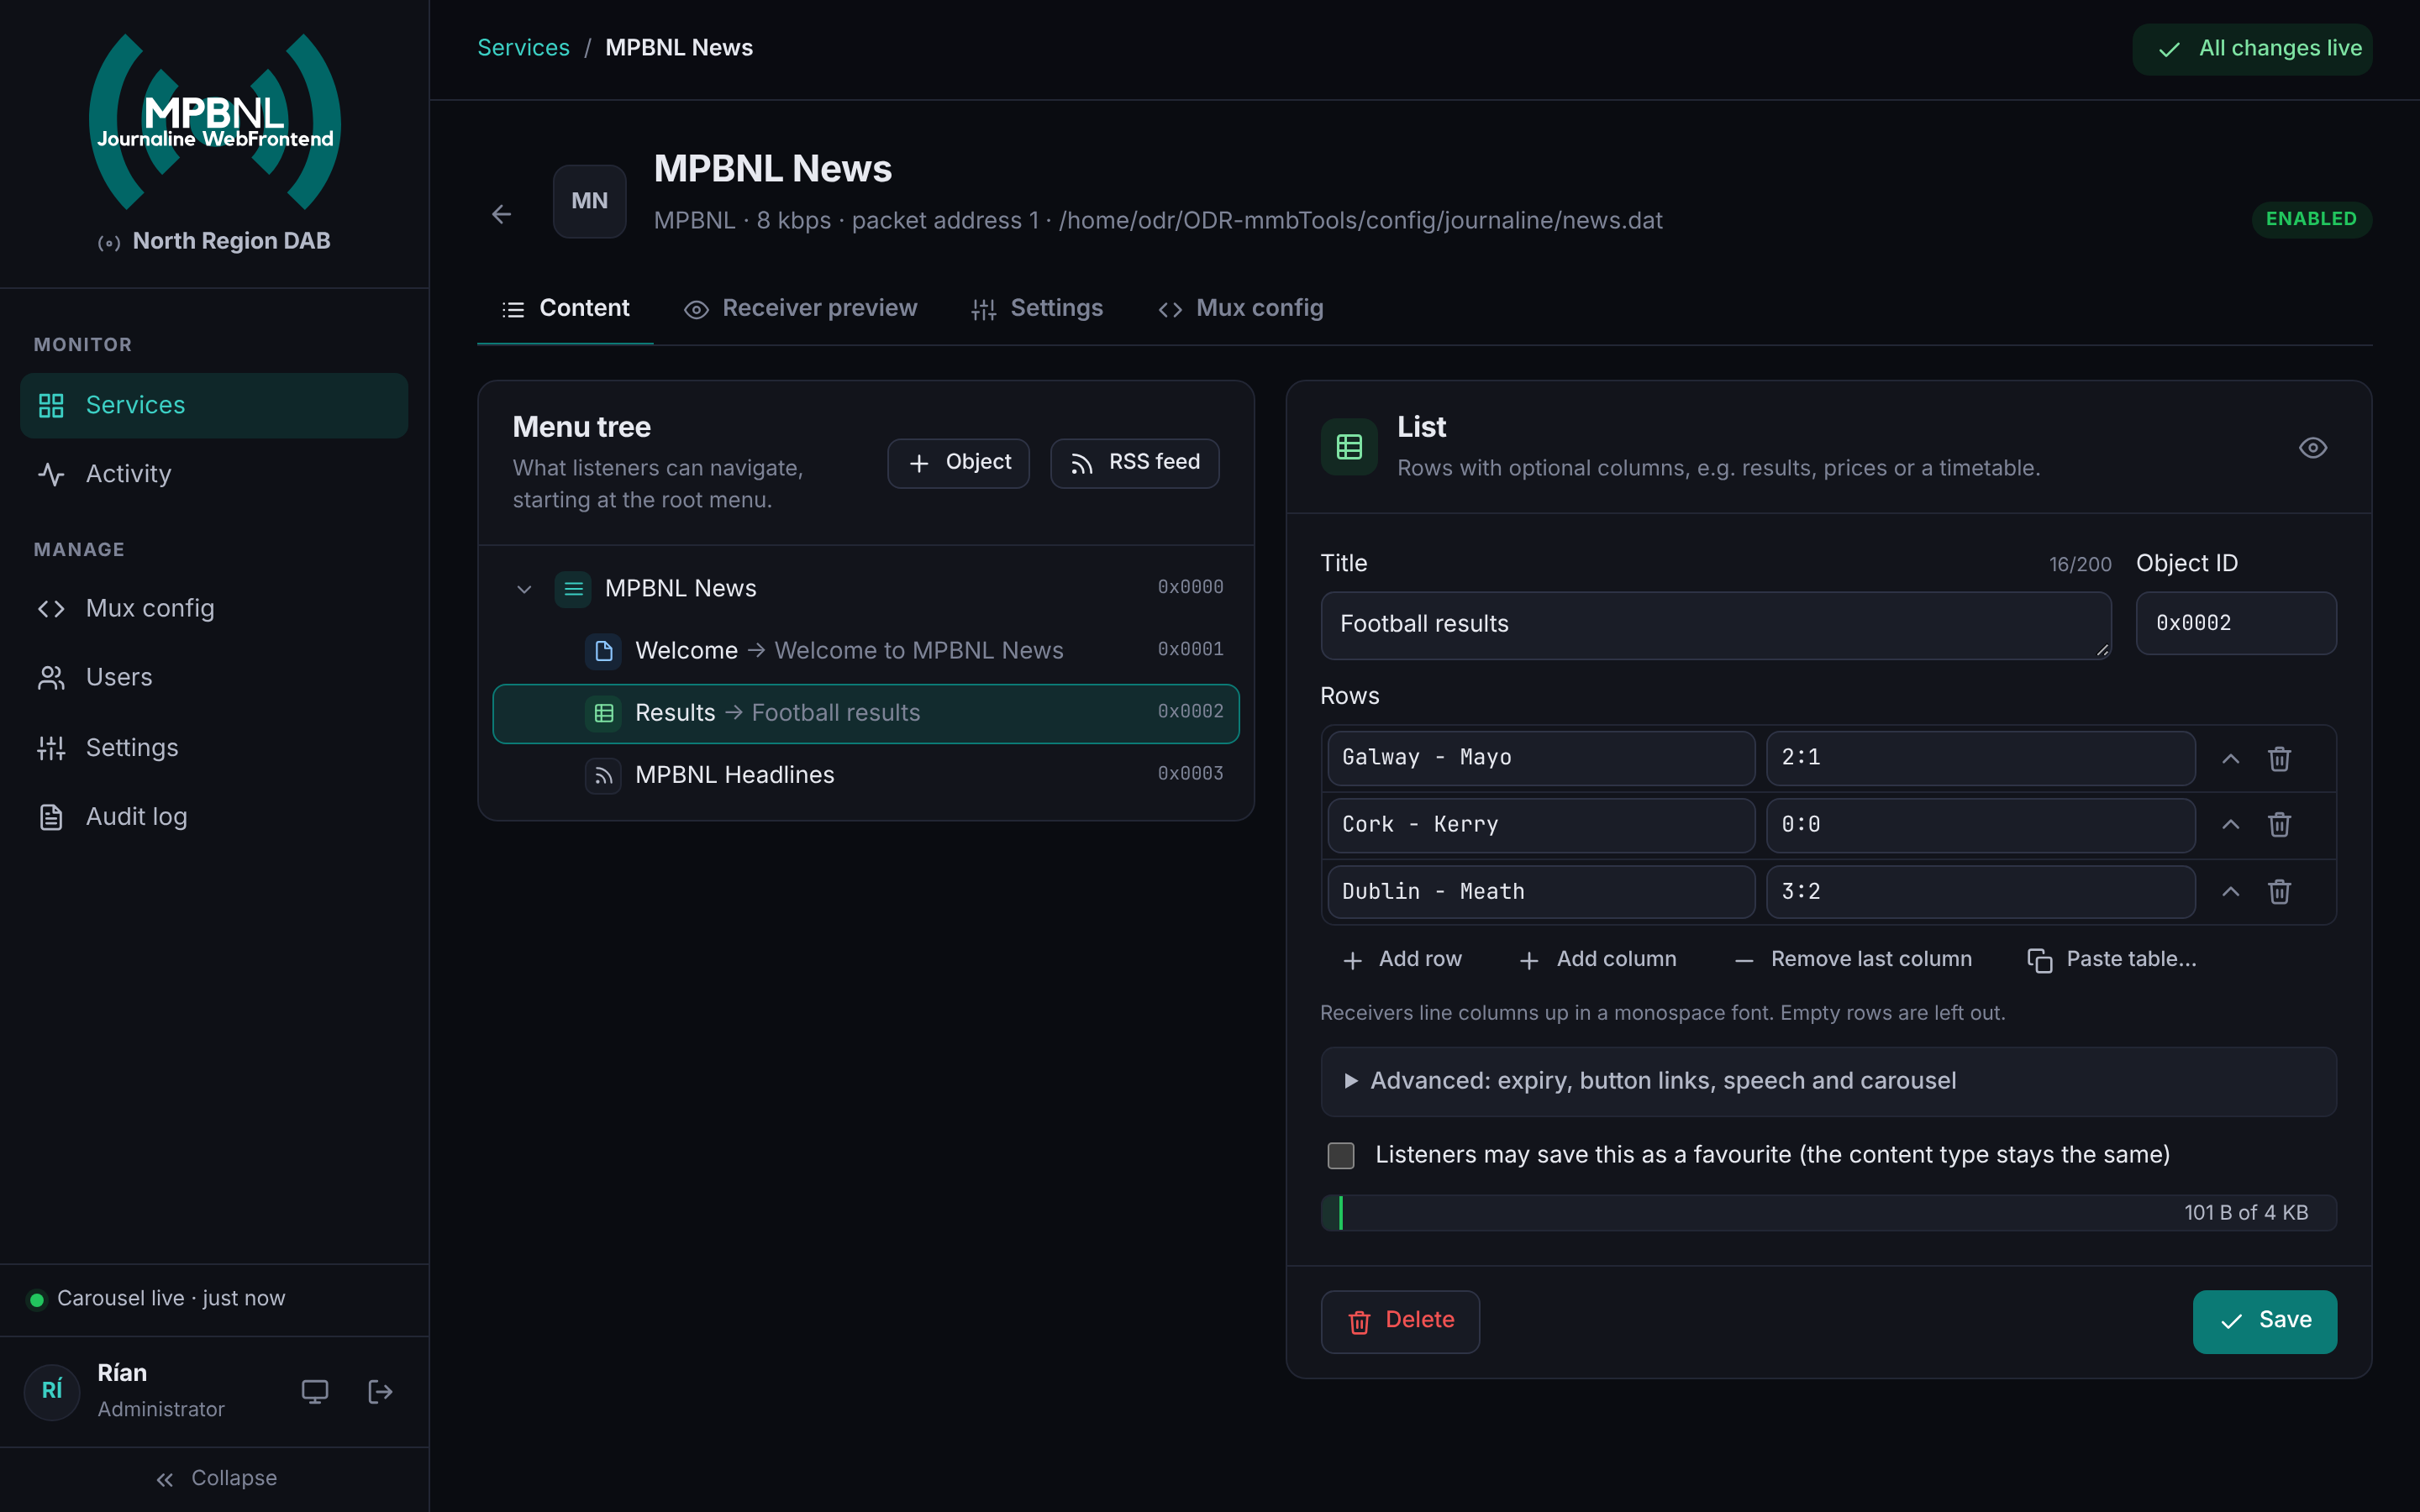 MPBNL
Journaline WebFrontend
North Region DAB
MONITOR
Services
Activity
MANAGE
Mux config
Users
Settings
Audit log
Carousel live · just now
RÍ
Rían
Administrator
Collapse
Services / MPBNL News
All changes live
MN
MPBNL News
MPBNL · 8 kbps · packet address 1 · /home/odr/ODR-mmbTools/config/journaline/news.dat
ENABLED
Content
Receiver preview
Settings
Mux config
Menu tree
What listeners can navigate,
starting at the root menu.
Object
RSS feed
MPBNL News 0x0000
Welcome → Welcome to MPBNL News 0x0001
Results → Football results 0x0002
MPBNL Headlines 0x0003
List
Rows with optional columns, e.g. results, prices or a timetable.
Title 16/200 Object ID
Football results 0x0002
Rows
Galway - Mayo 2:1
Cork - Kerry 0:0
Dublin - Meath 3:2
Add row Add column Remove last column Paste table...
Receivers line columns up in a monospace font. Empty rows are left out.
Advanced: expiry, button links, speech and carousel
Listeners may save this as a favourite (the content type stays the same)
101 B of 4 KB
Delete
Save